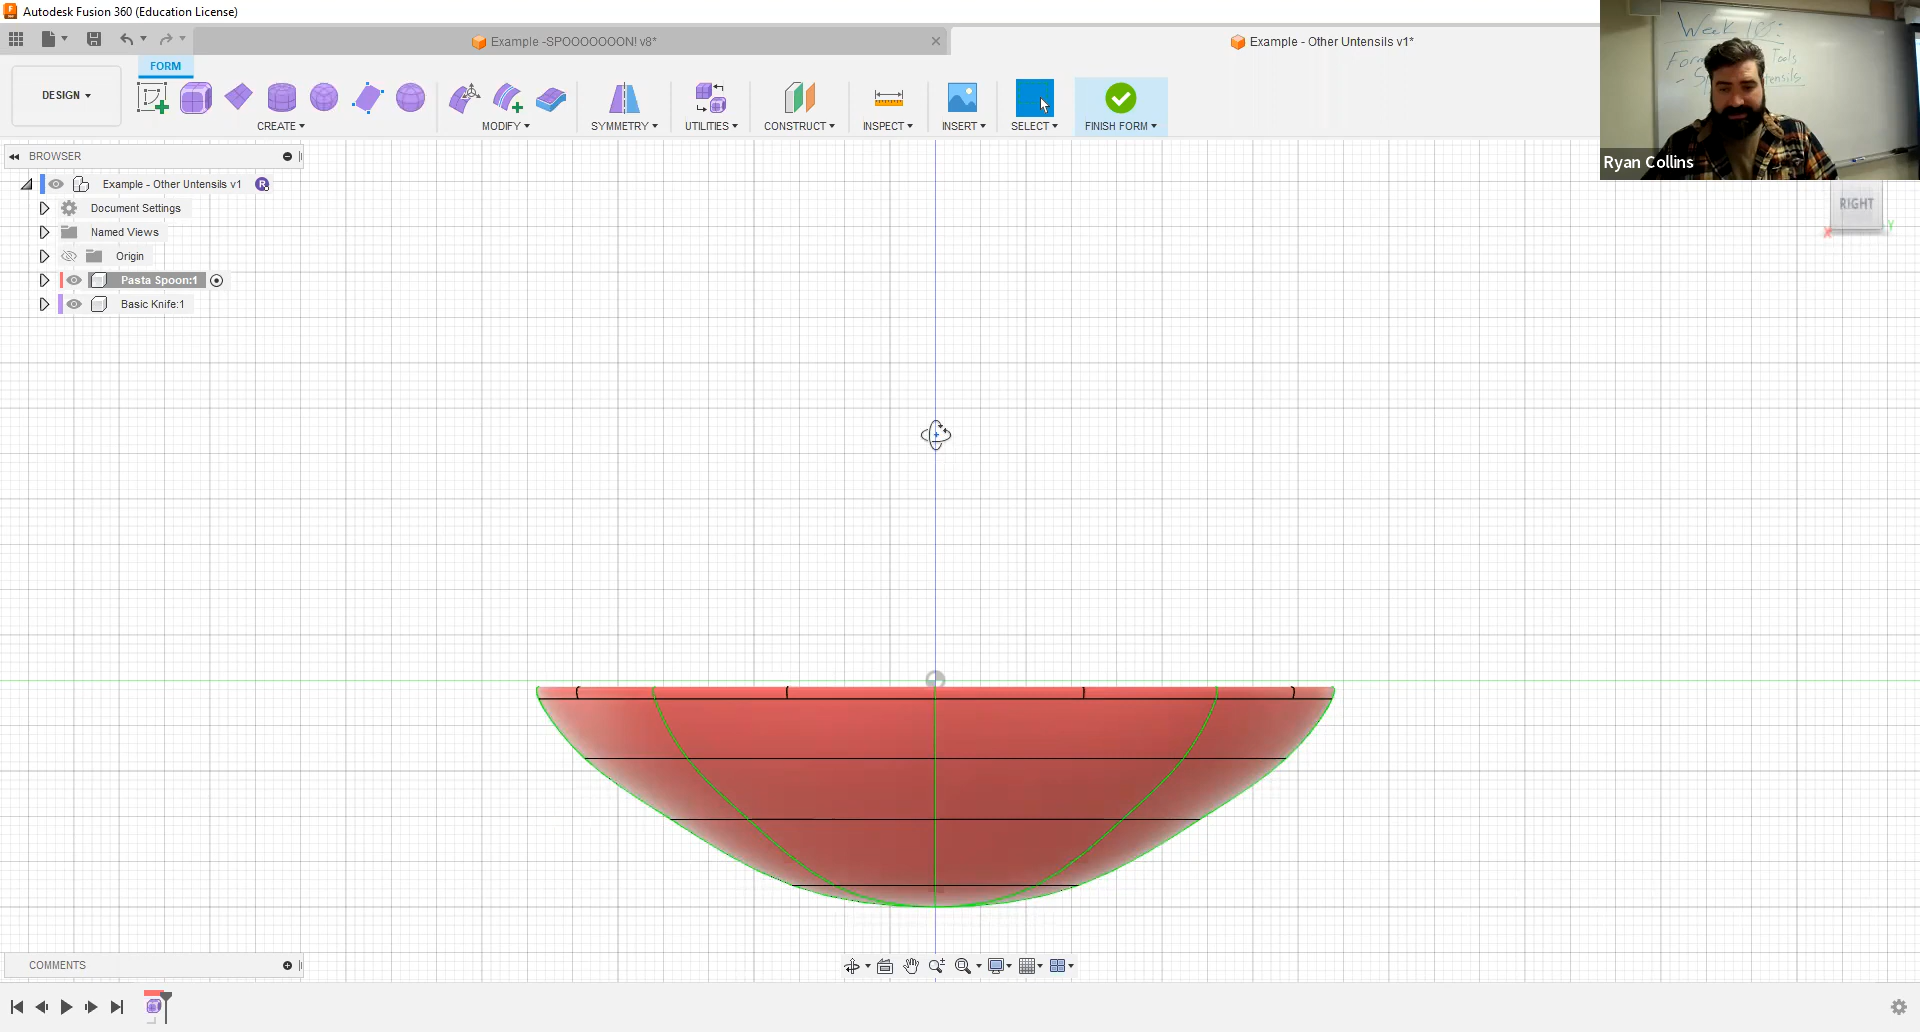 Autodesk Fusion 360 (Education License)
Example -SPOOOOOOON! v8*
Example - Other Untensils v1*
FORM
DESIGN
CREATE
MODIFY
SYMMETRY
UTILITIES
CONSTRUCT
INSPECT
INSERT
SELECT
FINISH FORM
Week 10:
Tools
Ryan Collins
BROWSER
Example - Other Untensils v1
Document Settings
Named Views
Origin
Pasta Spoon:1
Basic Knife:1
RIGHT
X
Y
COMMENTS